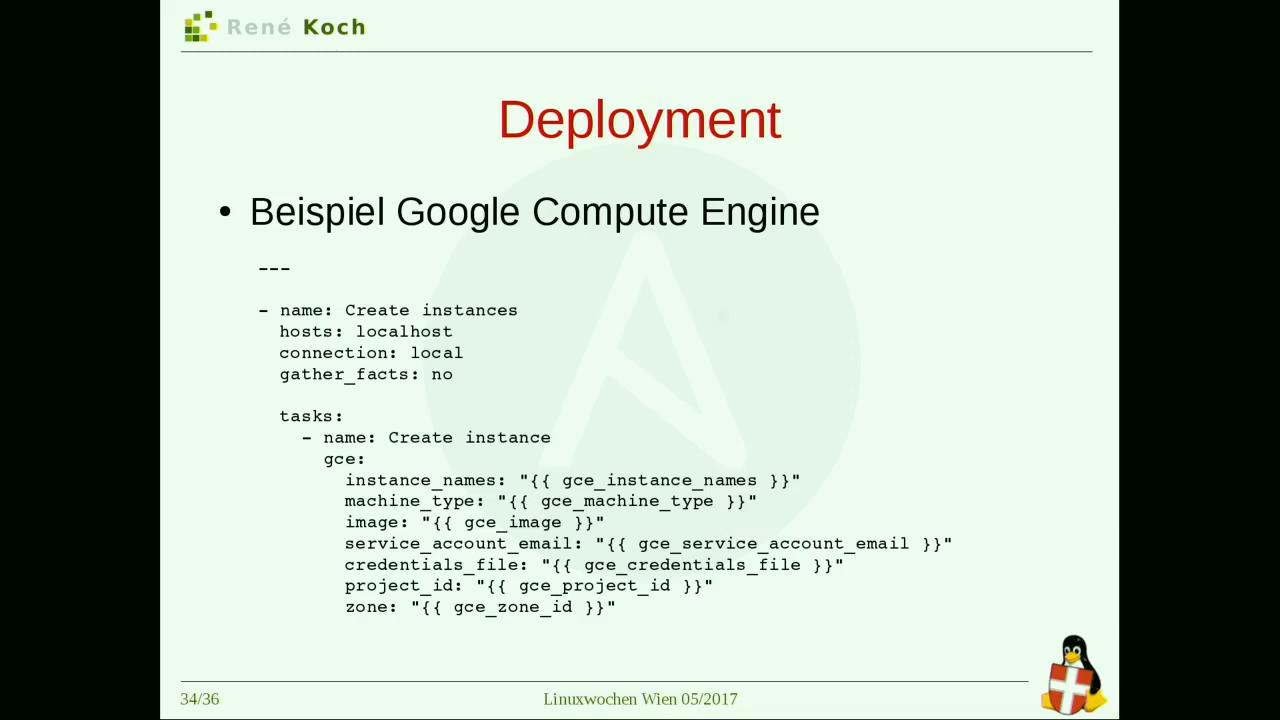 René Koch
Deployment
• Beispiel Google Compute Engine
---
- name: Create instances
  hosts: localhost
  connection: local
  gather_facts: no
  tasks:
    - name: Create instance
      gce:
        instance_names: "{{ gce_instance_names }}"
        machine_type: "{{ gce_machine_type }}"
        image: "{{ gce_image }}"
        service_account_email: "{{ gce_service_account_email }}"
        credentials_file: "{{ gce_credentials_file }}"
        project_id: "{{ gce_project_id }}"
        zone: "{{ gce_zone_id }}"
34/36
Linuxwochen Wien 05/2017